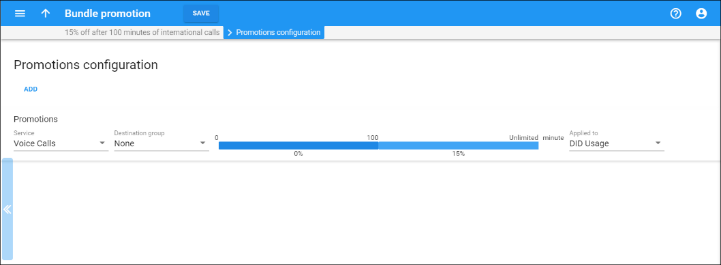 Bundle promotion SAVE
15% off after 100 minutes of international calls Promotions configuration
Promotions configuration
ADD
Promotions
Service Destination group 0 100 Unlimited minute Applied to
Voice Calls None DID Usage
0% 15%